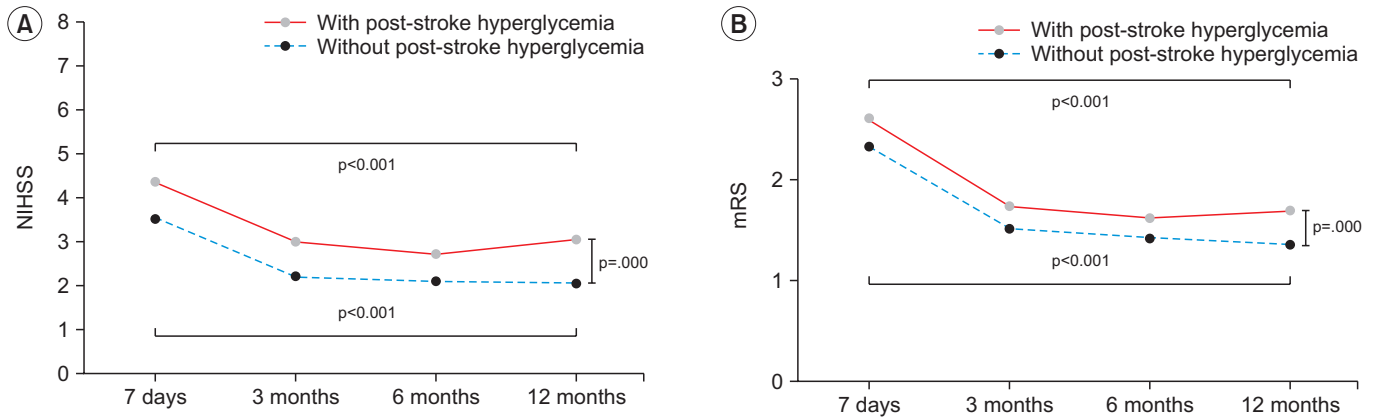 A
With post-stroke hyperglycemia
Without post-stroke hyperglycemia
8
7
6
5
4
3
2
1
0
NIHSS
p<0.001
p=.000
p<0.001
7 days
3 months
6 months
12 months
B
With post-stroke hyperglycemia
Without post-stroke hyperglycemia
3
2
1
0
mRS
p<0.001
p=.000
p<0.001
7 days
3 months
6 months
12 months